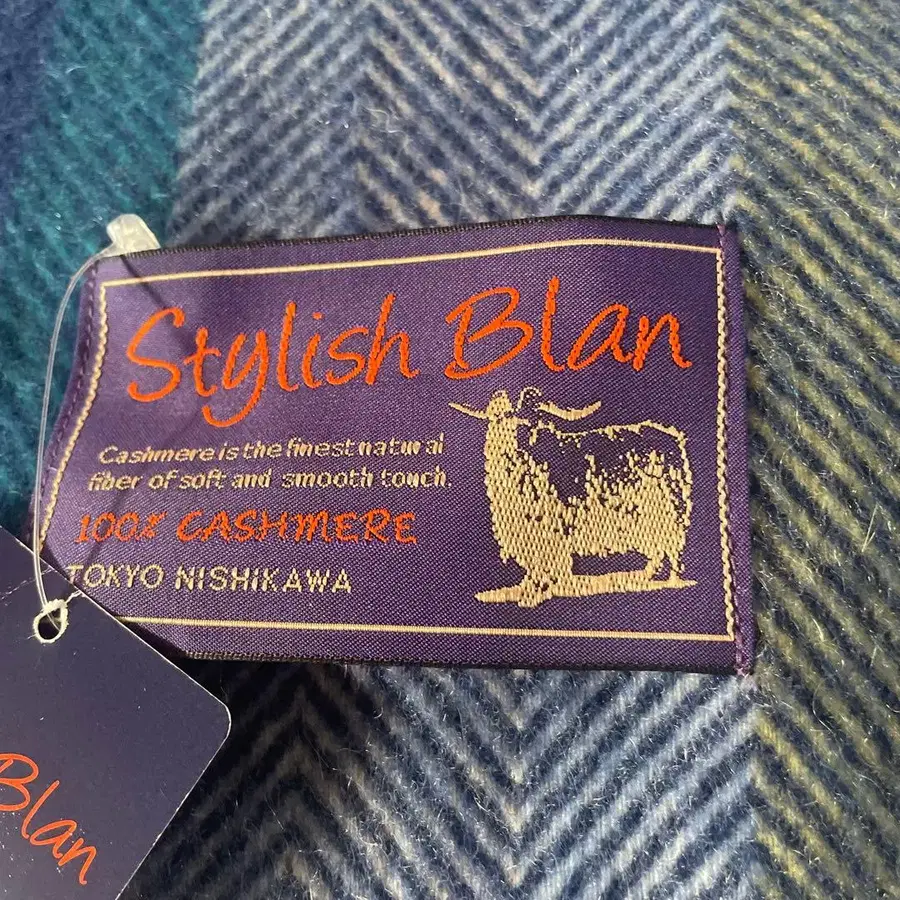 Stylish Blan
Cashmere is the finest natural
fiber of soft and smooth touch.
100% CASHMERE
TOKYO NISHIKAWA
Blan